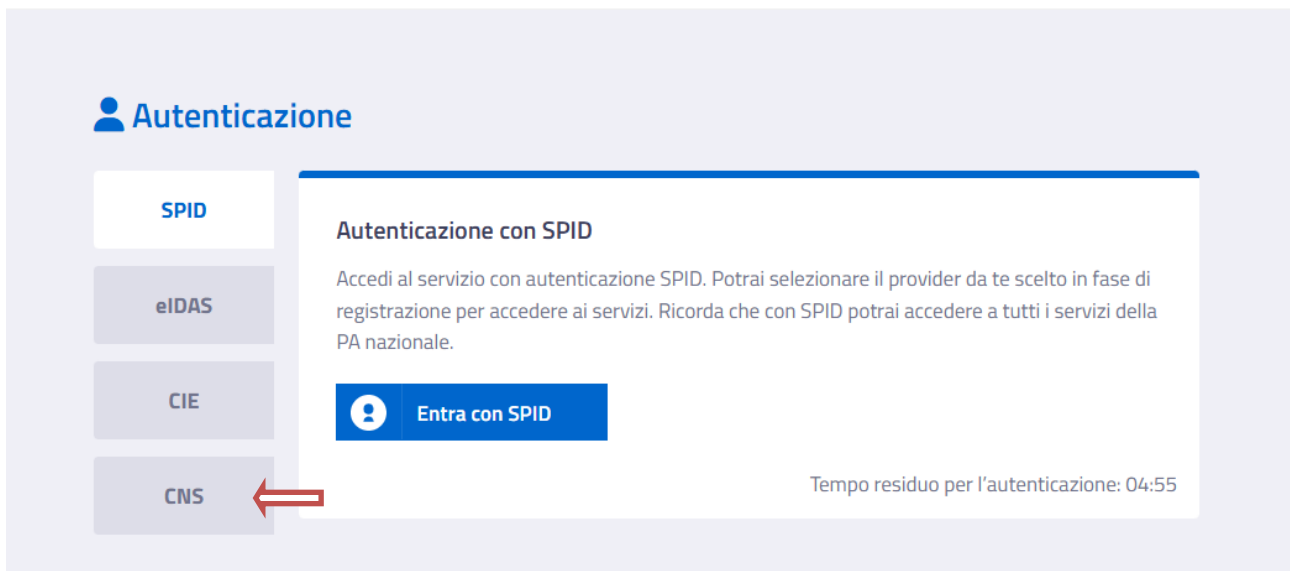 Autenticazione
SPID
eIDAS
CIE
CNS
Autenticazione con SPID
Accedi al servizio con autenticazione SPID. Potrai selezionare il provider da te scelto in fase di
registrazione per accedere ai servizi. Ricorda che con SPID potrai accedere a tutti i servizi della
PA nazionale.
Entra con SPID
Tempo residuo per l'autenticazione: 04:55